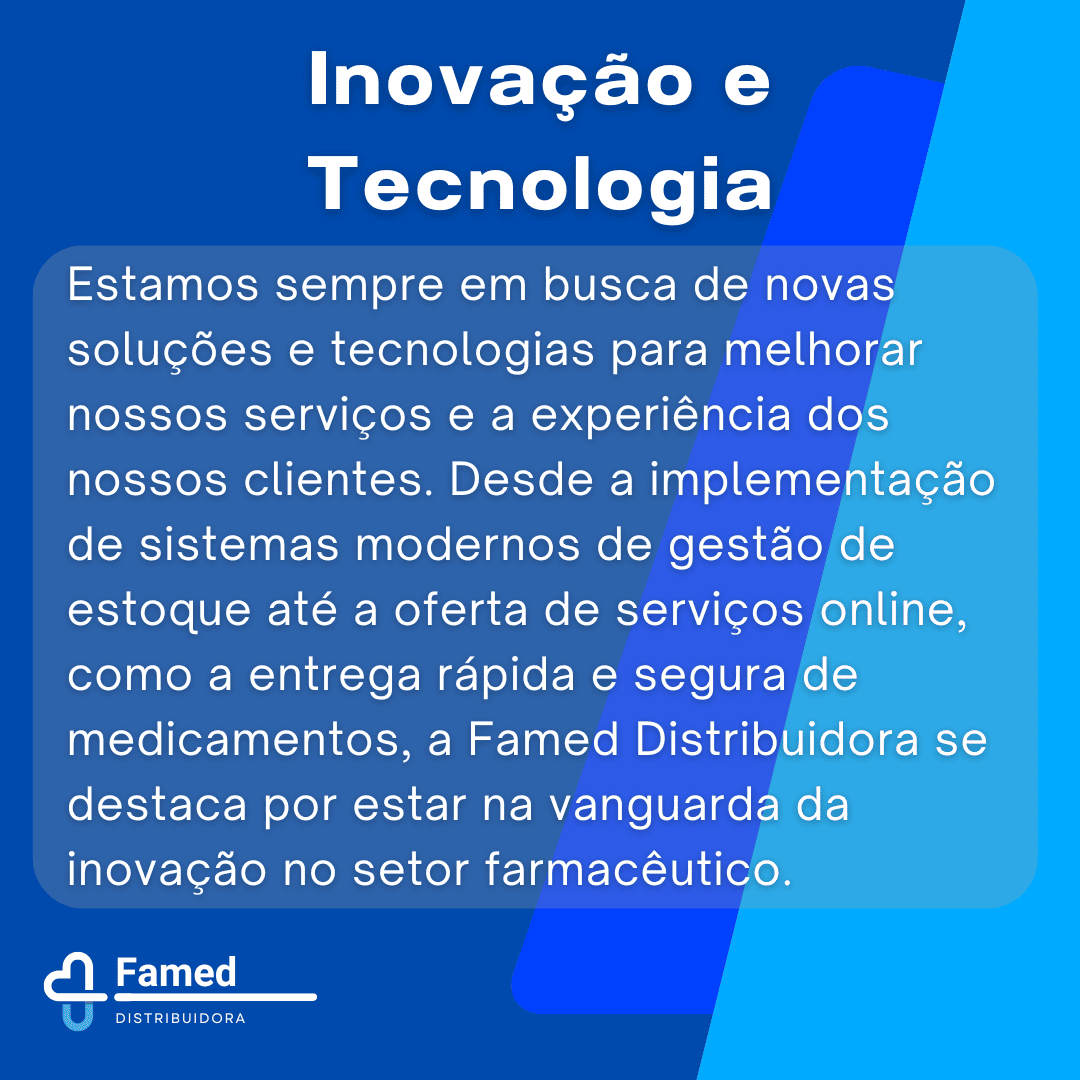 Inovação e
Tecnologia
Estamos sempre em busca de novas
soluções e tecnologias para melhorar
nossos serviços e a experiência dos
nossos clientes. Desde a implementação
de sistemas modernos de gestão de
estoque até a oferta de serviços online,
como a entrega rápida e segura de
medicamentos, a Famed Distribuidora se
destaca por estar na vanguarda da
inovação no setor farmacêutico.
Famed
DISTRIBUIDORA